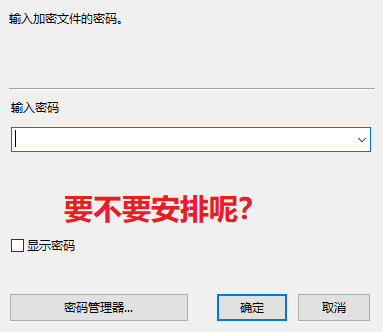 输入加密文件的密码。
输入密码
要不要安排呢？
显示密码
密码管理器...
确定
取消